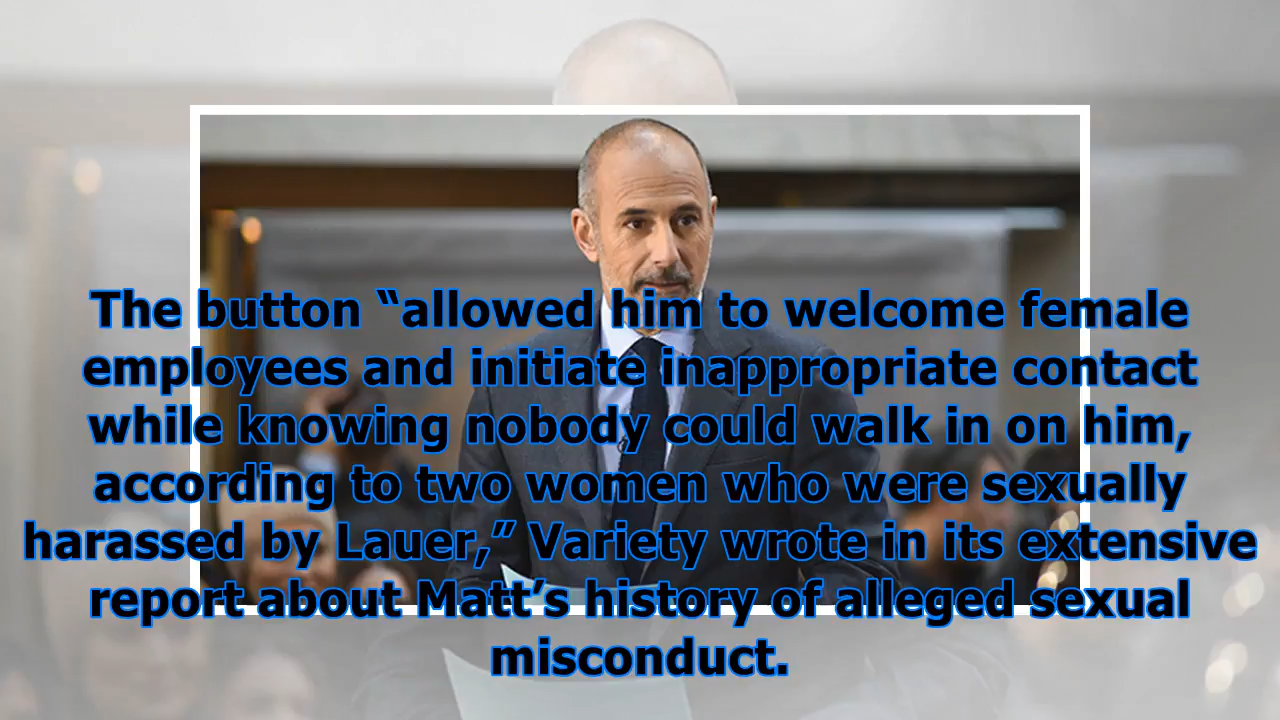 The button “allowed him to welcome female
employees and initiate inappropriate contact
while knowing nobody could walk in on him,
according to two women who were sexually
harassed by Lauer,” Variety wrote in its extensive
report about Matt’s history of alleged sexual
misconduct.